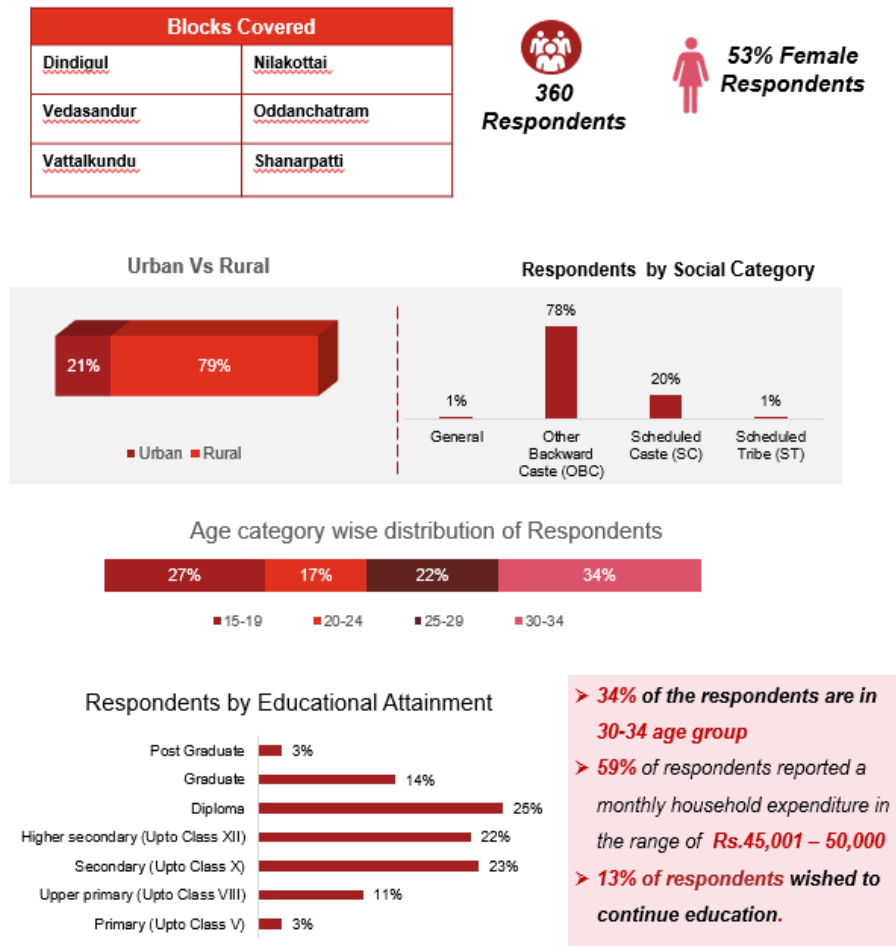 Blocks Covered
Dindigul Nilakottai
Vedasandur Oddanchatram
Vattalkundu Shanarpatti
360
Respondents
53% Female
Respondents
Urban Vs Rural
21% 79%
Urban Rural
Respondents by Social Category
1% 78% 20% 1%
General
Other
Backward
Caste (OBC)
Scheduled
Caste (SC)
Scheduled
Tribe (ST)
Age category wise distribution of Respondents
27% 17% 22% 34%
15-19 20-24 25-29 30-34
Respondents by Educational Attainment
Post Graduate 3%
Graduate 14%
Diploma 25%
Higher secondary (Upto Class XII) 22%
Secondary (Upto Class X) 23%
Upper primary (Upto Class VIII) 11%
Primary (Upto Class V) 3%
34% of the respondents are in
30-34 age group
59% of respondents reported a
monthly household expenditure in
the range of Rs.45,001 – 50,000
13% of respondents wished to
continue education.